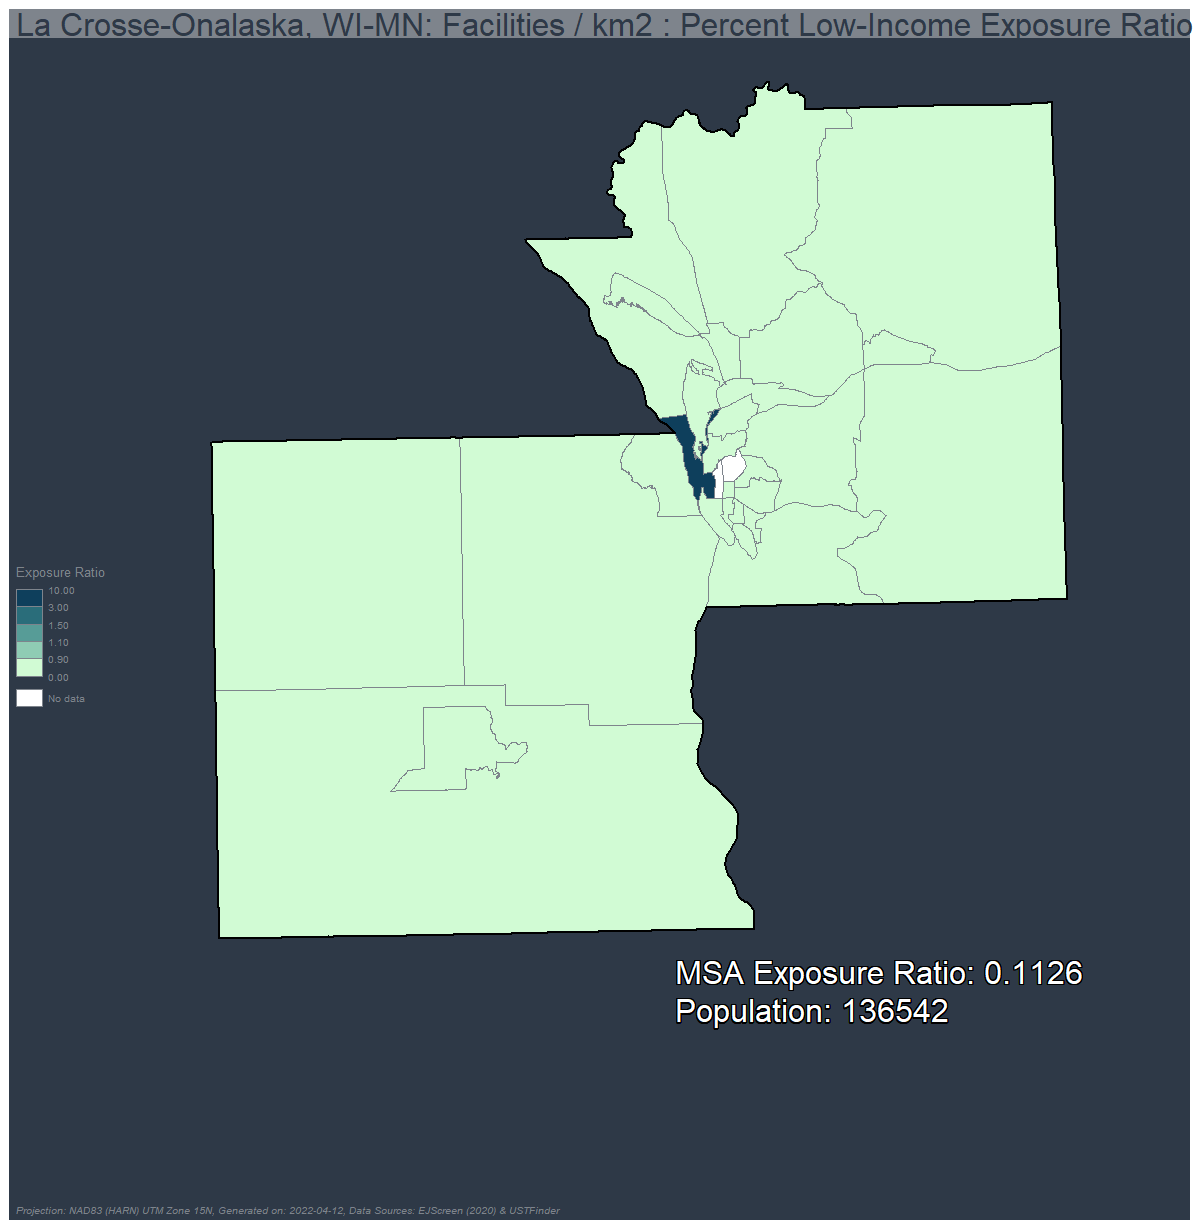 La Crosse-Onalaska, WI-MN: Facilities / km2 : Percent Low-Income Exposure Ratio
Exposure Ratio
10.00
3.00
1.50
1.10
0.90
0.00
No data
MSA Exposure Ratio: 0.1126
Population: 136542
Projection: NAD83 (HARN) UTM Zone 15N, Generated on: 2022-04-12, Data Sources: EJScreen (2020) & USTFinder